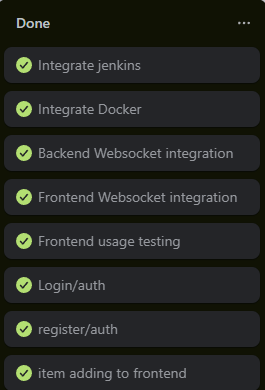 Done
Integrate jenkins
Integrate Docker
Backend Websocket integration
Frontend Websocket integration
Frontend usage testing
Login/auth
register/auth
item adding to frontend